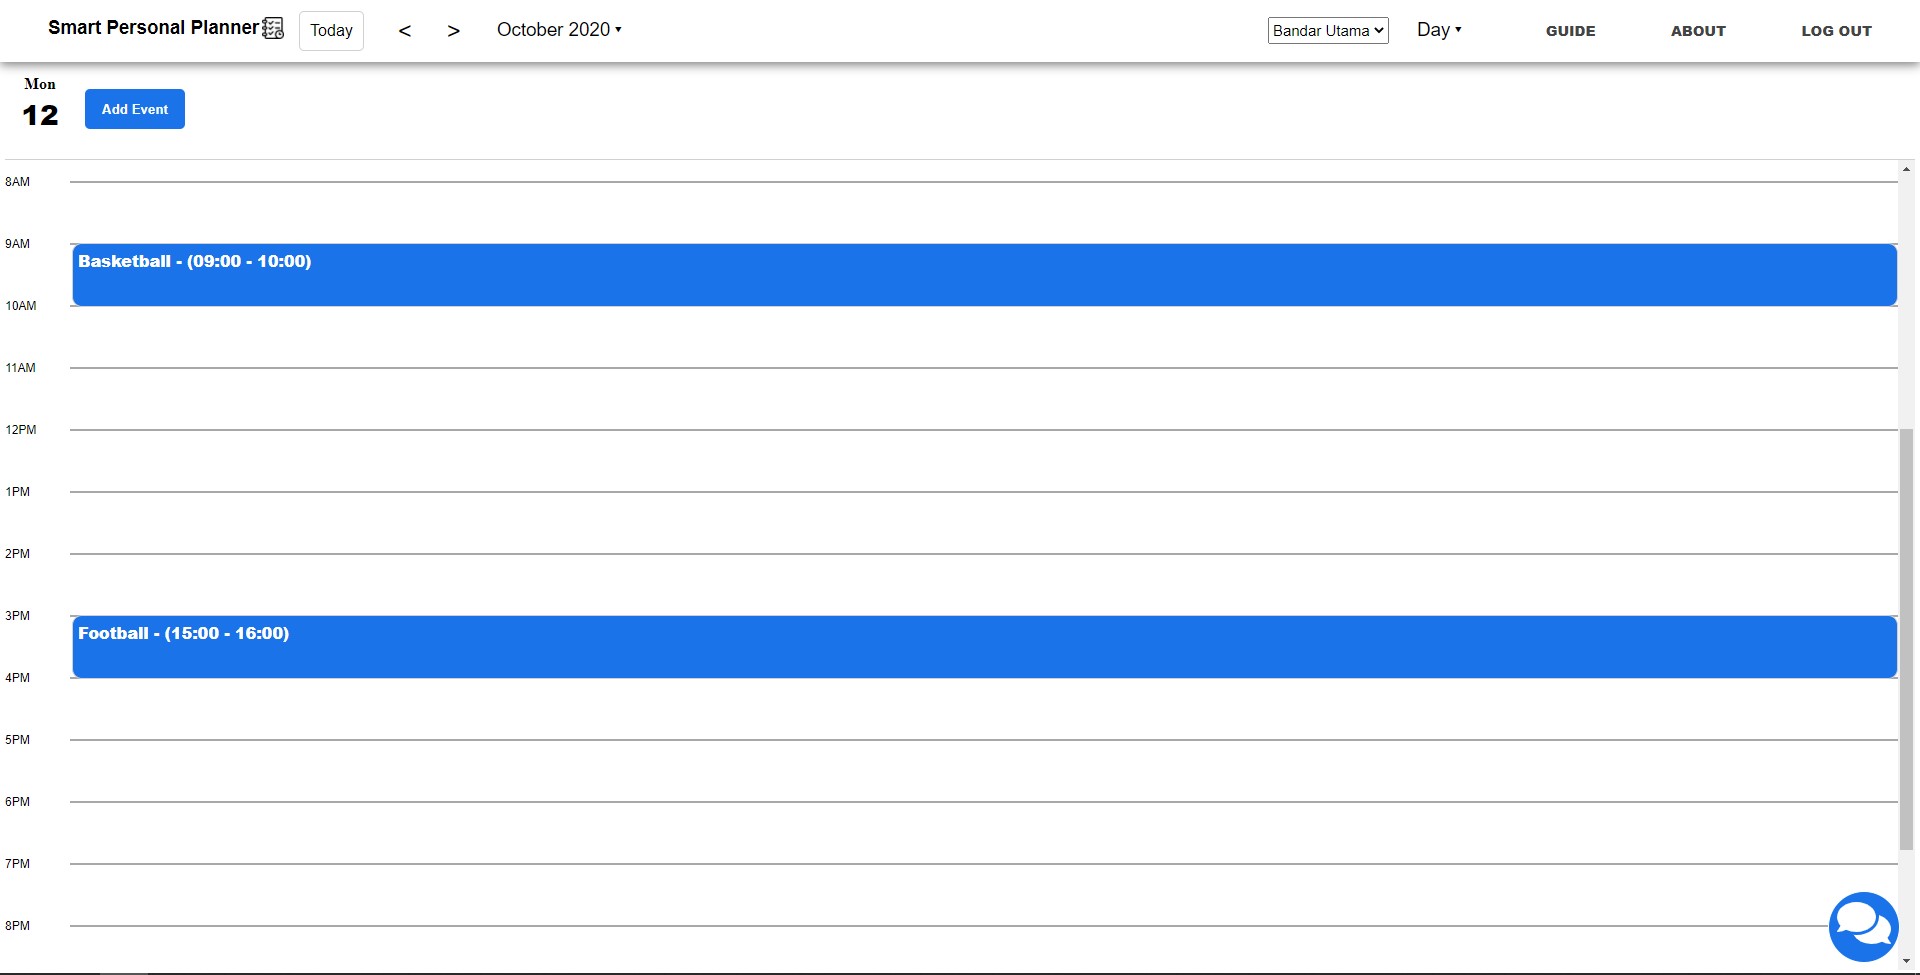 Smart Personal Planner Today < > October 2020 ▾ Bandar Utama Day ▾ GUIDE ABOUT LOG OUT
Mon
12 Add Event
8AM
9AM
Basketball - (09:00 - 10:00)
10AM
11AM
12PM
1PM
2PM
3PM
Football - (15:00 - 16:00)
4PM
5PM
6PM
7PM
8PM